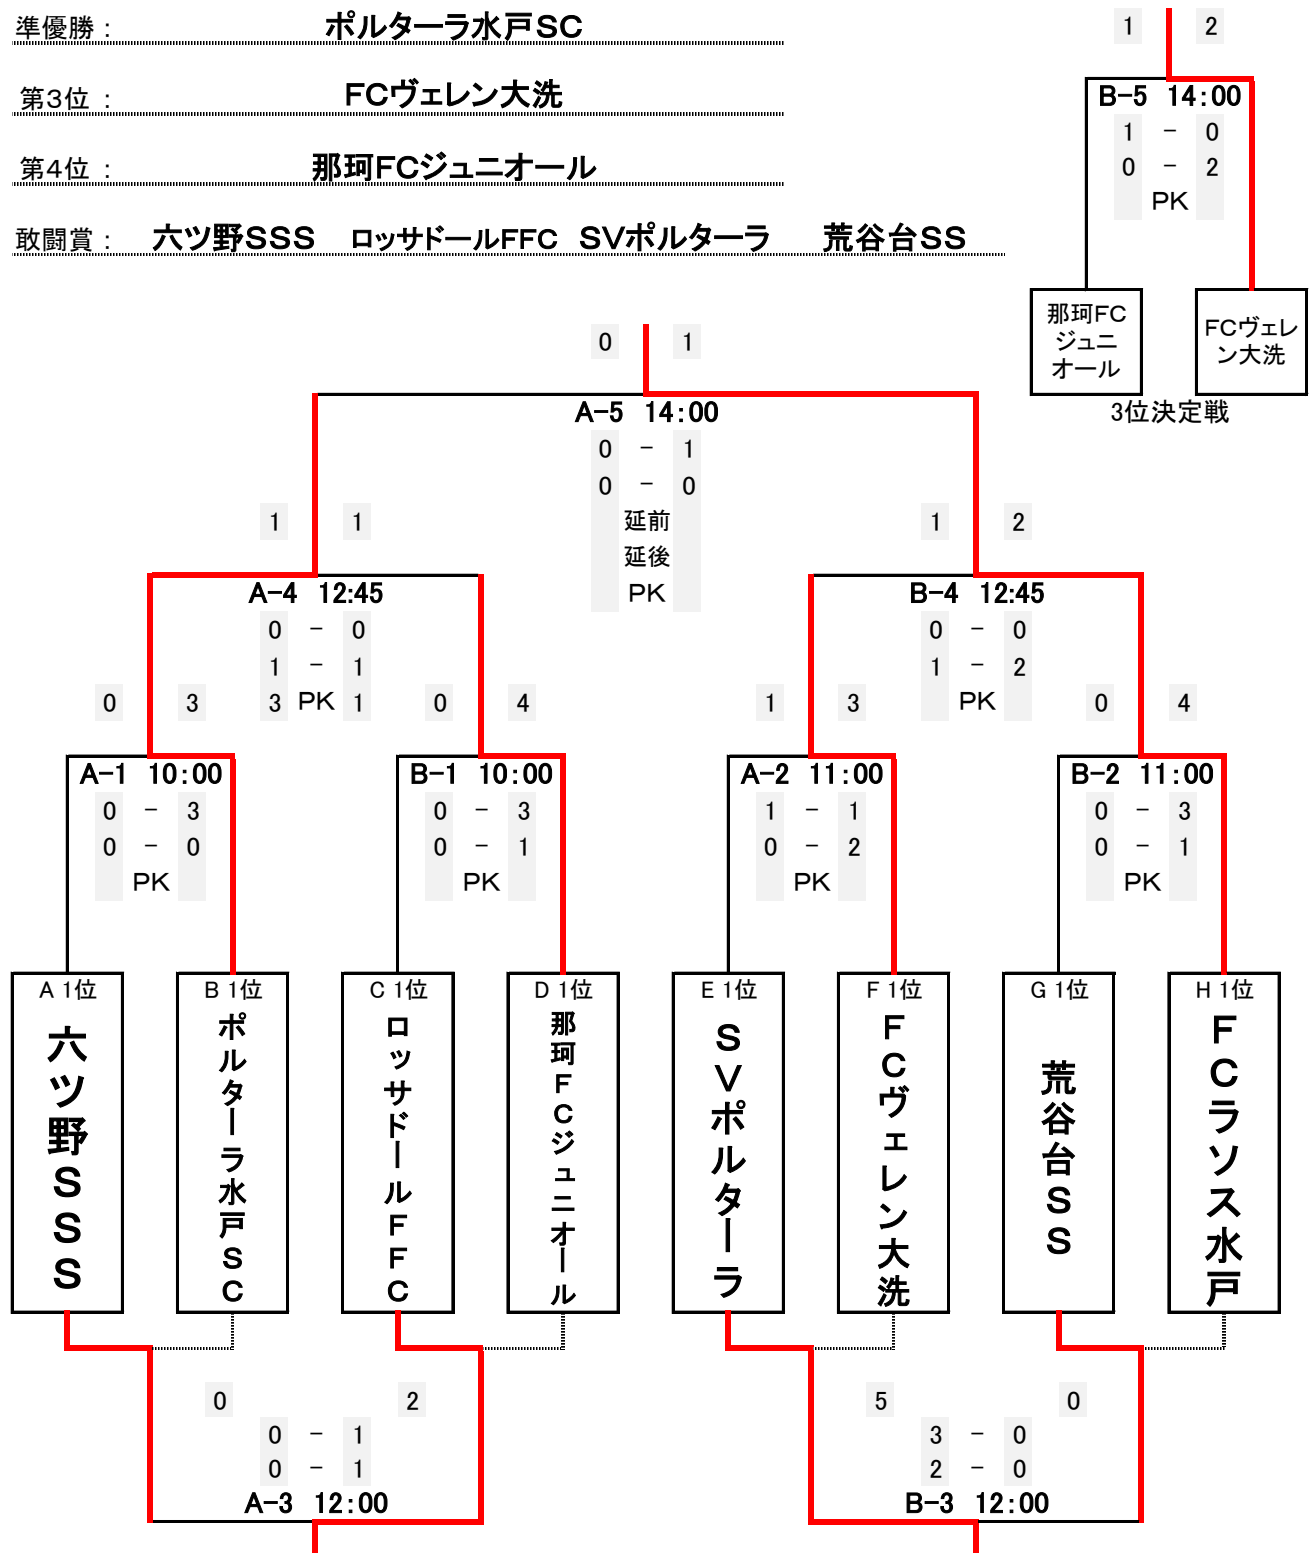 準優勝： ポルターラ水戸SC
第3位： FCヴェレン大洗
第4位： 那珂FCジュニオール
敢闘賞： 六ツ野SSS ロッサドールFFC SVポルターラ 荒谷台SS
1 2
B-5 14:00
1 - 0
0 - 2
PK
那珂FC
ジュニ
オール
FCヴェレ
ン大洗
3位決定戦
0 1
A-5 14:00
0 - 1
0 - 0
延前
延後
PK
1 1
A-4 12:45
0 - 0
1 - 1
3 PK 1
1 2
B-4 12:45
0 - 0
1 - 2
PK
0 3
A-1 10:00
0 - 3
0 - 0
PK
0 4
B-1 10:00
0 - 3
0 - 1
PK
1 3
A-2 11:00
1 - 1
0 - 2
PK
0 4
B-2 11:00
0 - 3
0 - 1
PK
A 1位
六ツ野SSS
B 1位
ポルターラ水戸SC
C 1位
ロッサドールFFC
D 1位
那珂FCジュニオール
E 1位
SVポルターラ
F 1位
FCヴェレン大洗
G 1位
荒谷台SS
H 1位
FCラソス水戸
0 2
0 - 1
0 - 1
A-3 12:00
5 0
3 - 0
2 - 0
B-3 12:00